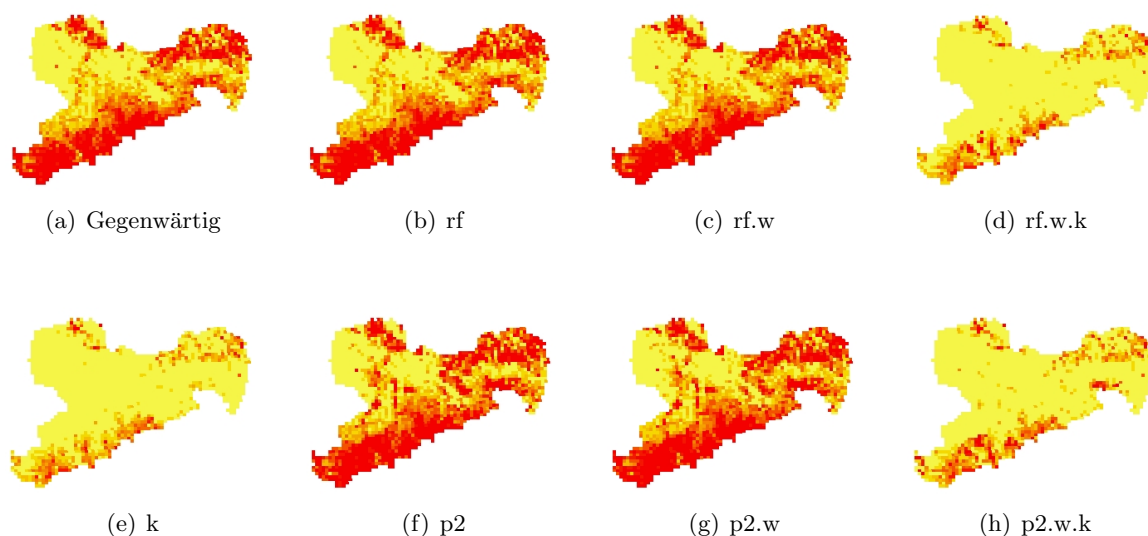 (a) Gegenwärtig (b) rf (c) rf.w (d) rf.w.k
(e) k (f) p2 (g) p2.w (h) p2.w.k